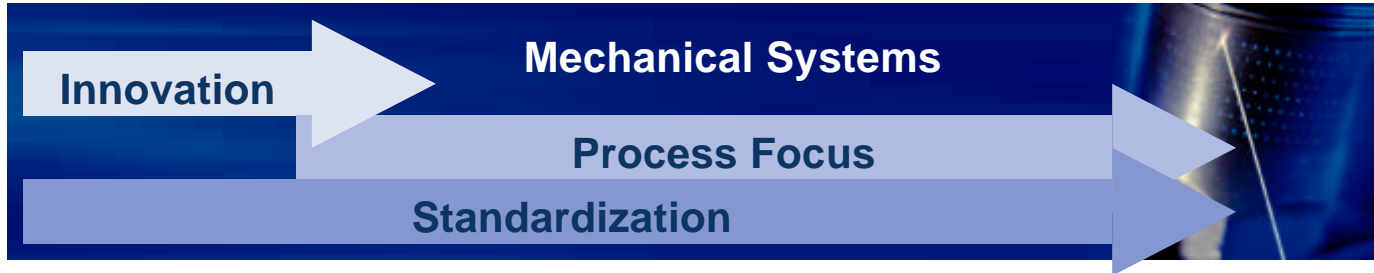 Mechanical Systems
Innovation
Process Focus
Standardization